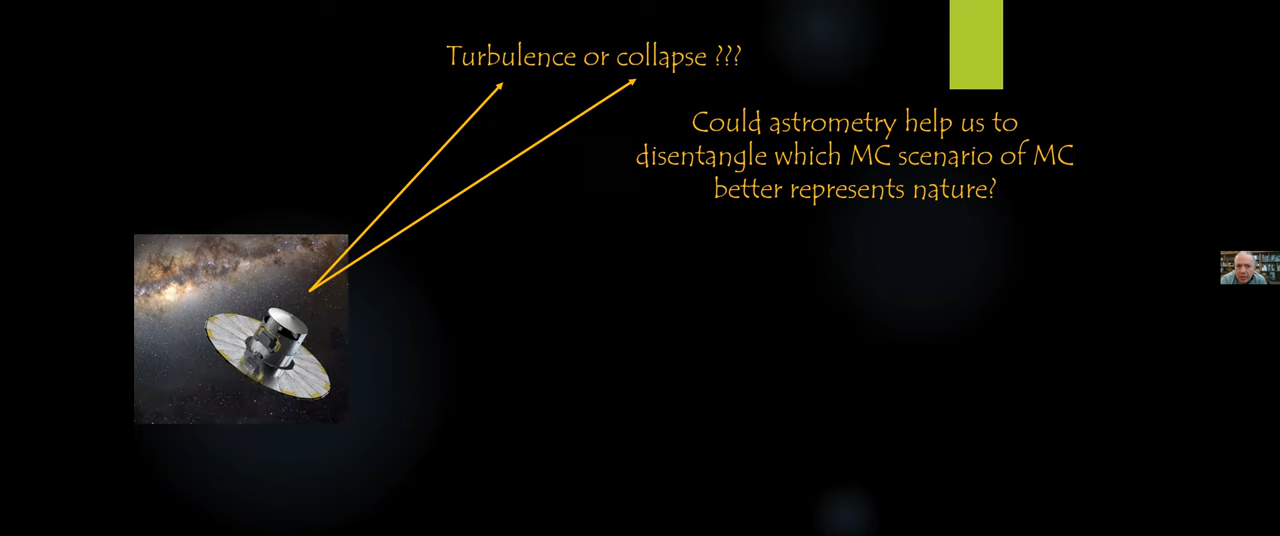 Turbulence or collapse ???
Could astrometry help us to
disentangle which MC scenario of MC
better represents nature?